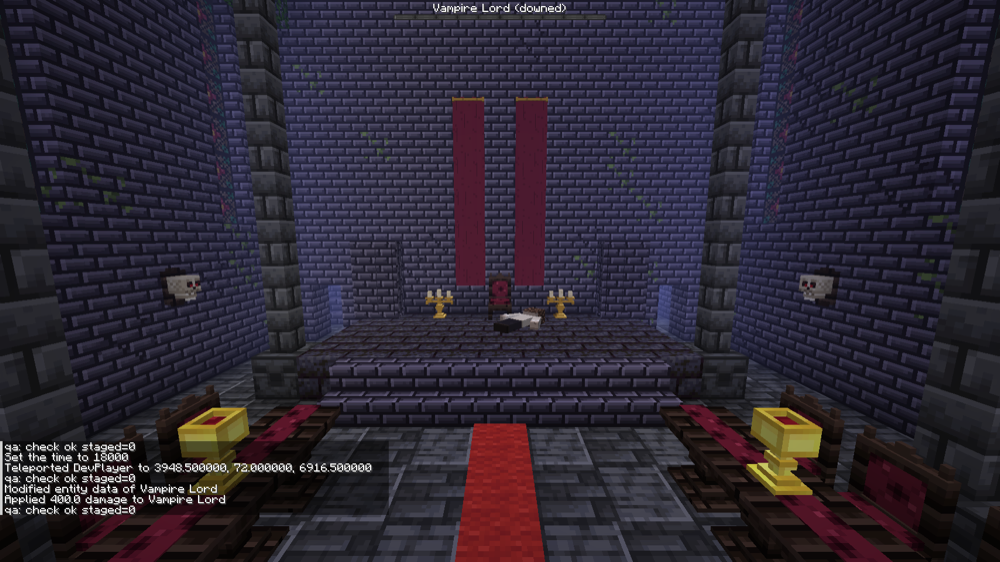 Vampire Lord (downed)
qa: check ok staged=0
Set the time to 18000
Teleported DevPlayer to 3948.500000, 72.000000, 6916.500000
qa: check ok staged=0
Modified entity data of Vampire Lord
Applied 400.0 damage to Vampire Lord
qa: check ok staged=0